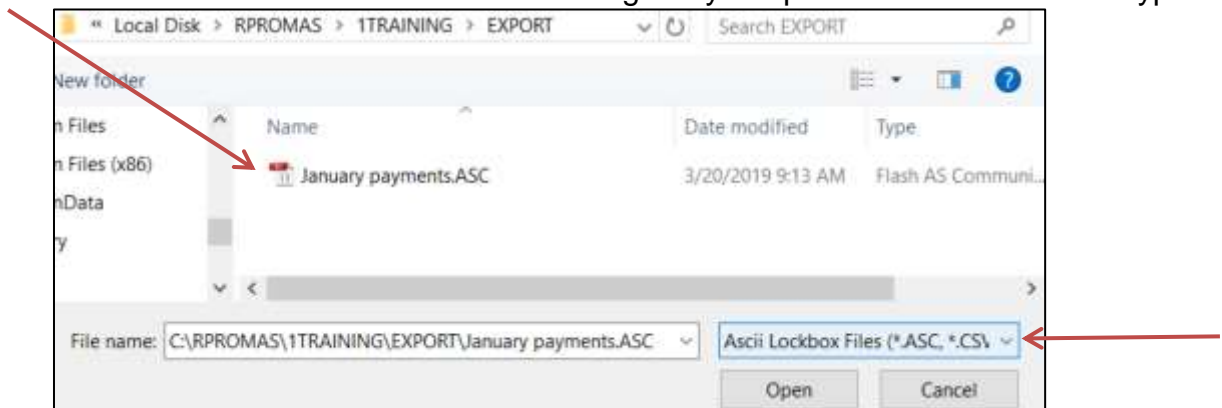 « Local Disk > RPROMAS > 1TRAINING > EXPORT Search EXPORT
New folder
n Files Name Date modified Type
n Files (x86) January payments.ASC 3/20/2019 9:13 AM Flash AS Communi...
nData
ry
File name: C:\RPROMAS\1TRAINING\EXPORT\January payments.ASC Ascii Lockbox Files (*.ASC, *.CSV
Open Cancel